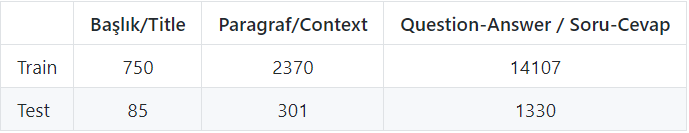 Başlık/Title Paragraf/Context Question-Answer / Soru-Cevap
Train 750 2370 14107
Test 85 301 1330